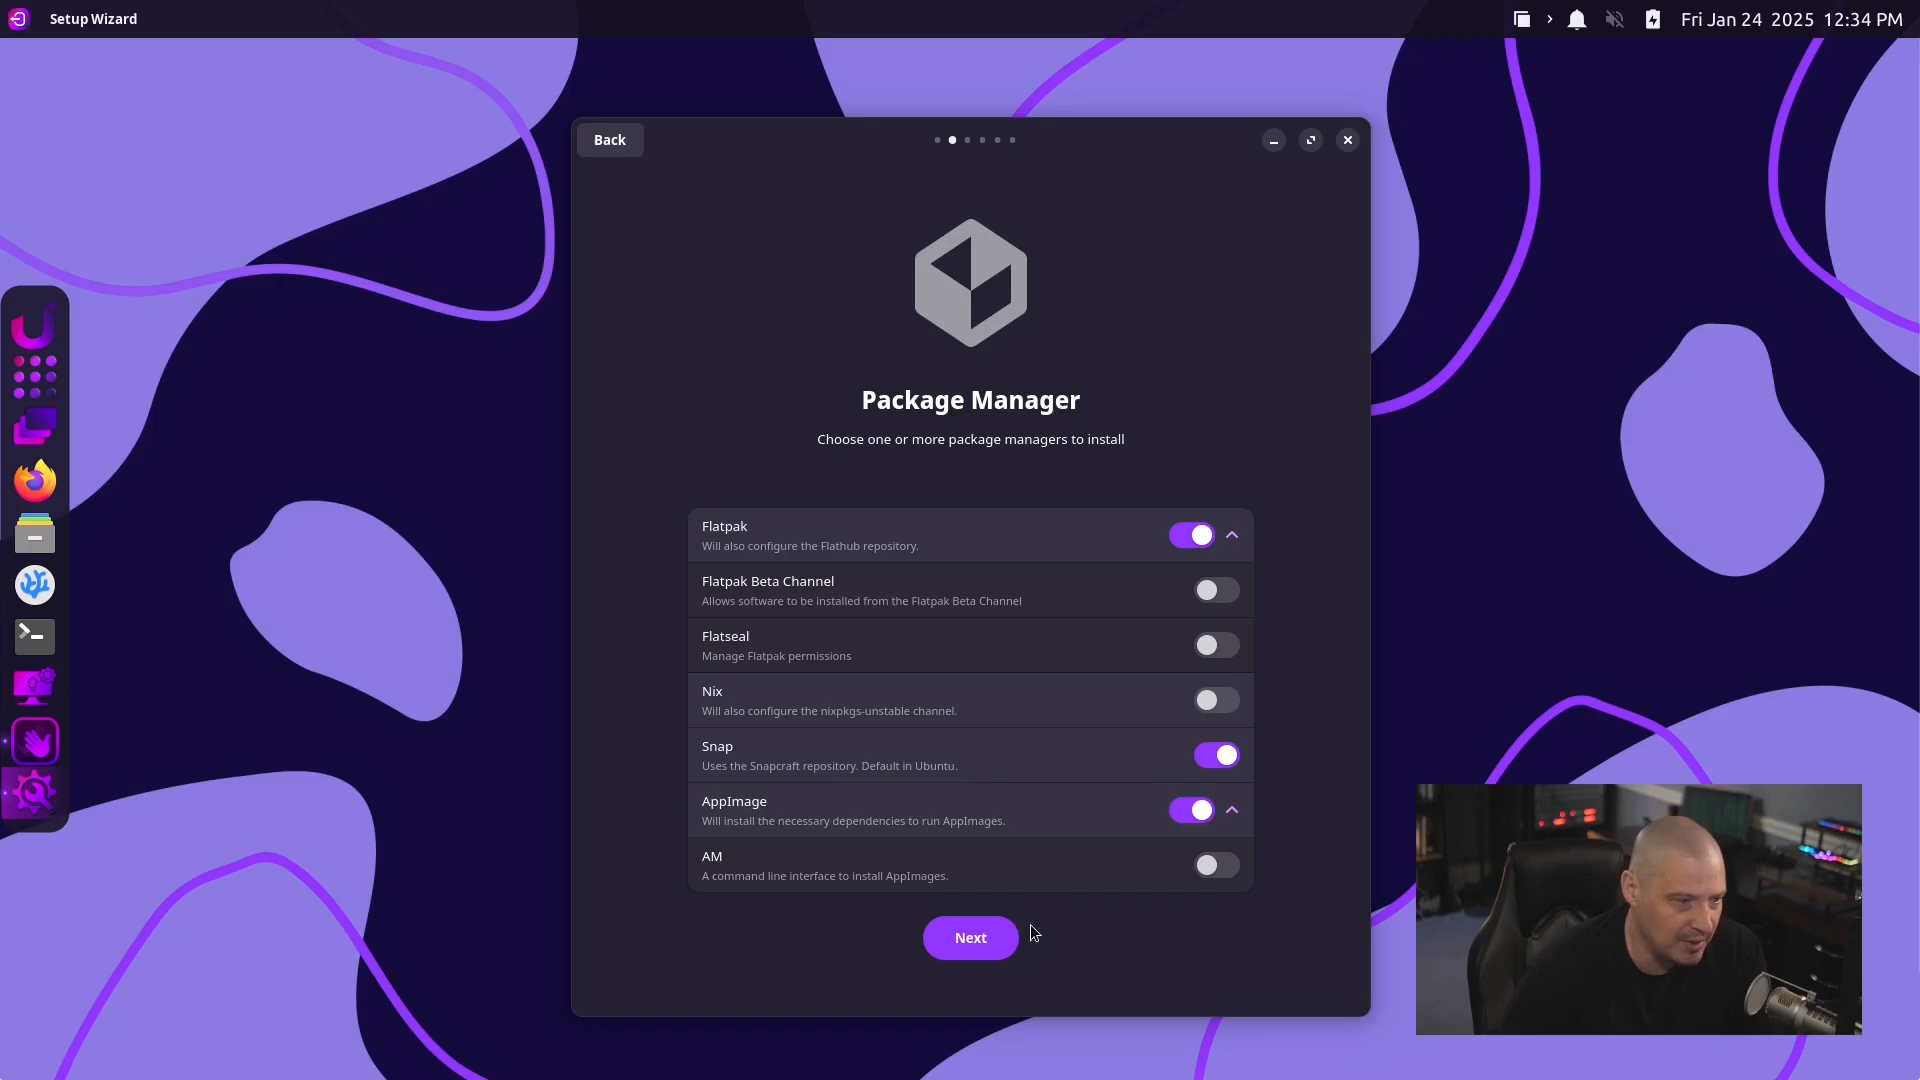 Setup Wizard
Fri Jan 24 2025 12:34 PM
Back
Package Manager
Choose one or more package managers to install
Flatpak
Will also configure the Flathub repository.
Flatpak Beta Channel
Allows software to be installed from the Flatpak Beta Channel
Flatseal
Manage Flatpak permissions
Nix
Will also configure the nixpkgs-unstable channel.
Snap
Uses the Snapcraft repository. Default in Ubuntu.
AppImage
Will install the necessary dependencies to run AppImages.
AM
A command line interface to install AppImages.
Next